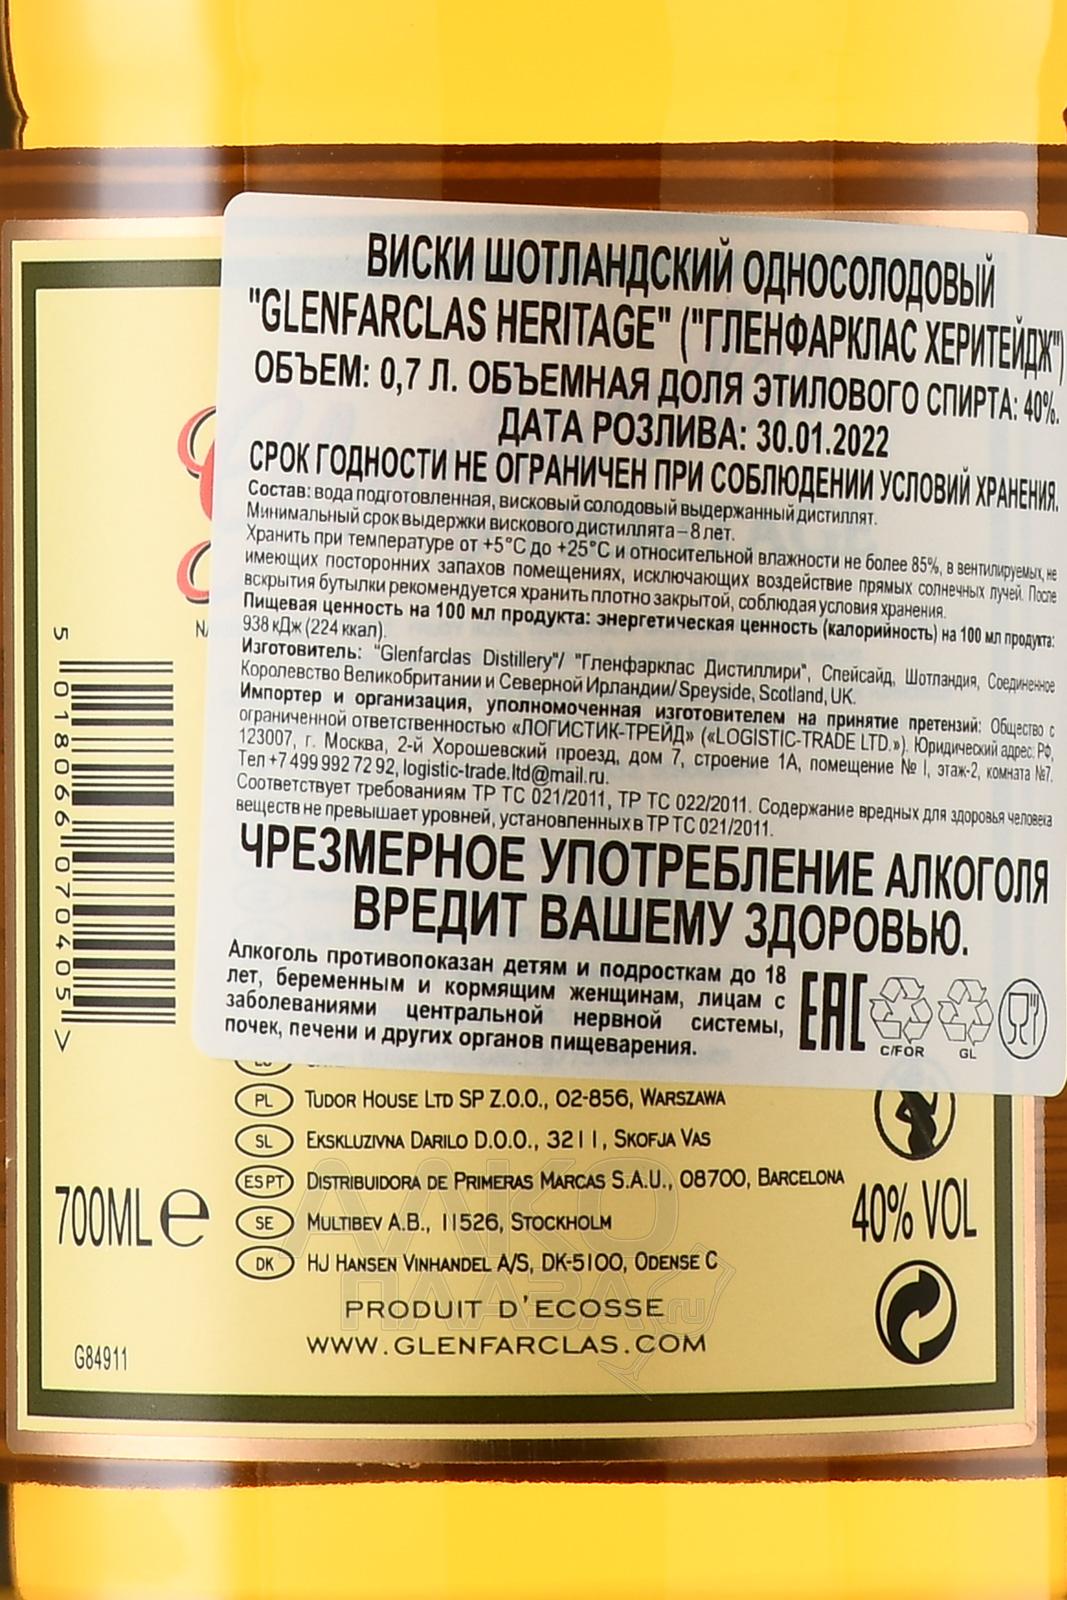 ВИСКИ ШОТЛАНДСКИЙ ОДНОСОЛОДОВЫЙ
"GLENFARCLAS HERITAGE" ("ГЛЕНФАРКЛАС ХЕРИТЕЙДЖ")
ОБЪЕМ: 0,7 Л. ОБЪЕМНАЯ ДОЛЯ ЭТИЛОВОГО СПИРТА: 40%.
ДАТА РОЗЛИВА: 30.01.2022
СРОК ГОДНОСТИ НЕ ОГРАНИЧЕН ПРИ СОБЛЮДЕНИИ УСЛОВИЙ ХРАНЕНИЯ.
Состав: вода подготовленная, висковый солодовый выдержанный дистиллят.
Минимальный срок выдержки вискового дистиллята – 8 лет.
Хранить при температуре от +5°C до +25°C и относительной влажности не более 85%, в вентилируемых, не
имеющих посторонних запахов помещениях, исключающих воздействие прямых солнечных лучей. После
вскрытия бутылки рекомендуется хранить плотно закрытой, соблюдая условия хранения.
Пищевая ценность на 100 мл продукта: энергетическая ценность (калорийность) на 100 мл продукта:
938 кДж (224 ккал).
Изготовитель: "Glenfarclas Distillery"/ "Гленфарклас Дистиллири", Спейсайд, Шотландия, Соединенное
Королевство Великобритании и Северной Ирландии/ Speyside, Scotland, UK.
Импортер и организация, уполномоченная изготовителем на принятие претензий: Общество с
ограниченной ответственностью «ЛОГИСТИК-ТРЕЙД» («LOGISTIC-TRADE LTD.»). Юридический адрес: РФ,
123007, г. Москва, 2-й Хорошевский проезд, дом 7, строение 1А, помещение № I, этаж-2, комната №7.
Тел +7 499 992 72 92, logistic-trade.ltd@mail.ru.
Соответствует требованиям ТР ТС 021/2011, ТР ТС 022/2011. Содержание вредных для здоровья человека
веществ не превышает уровней, установленных в ТР ТС 021/2011.
ЧРЕЗМЕРНОЕ УПОТРЕБЛЕНИЕ АЛКОГОЛЯ
ВРЕДИТ ВАШЕМУ ЗДОРОВЬЮ.
Алкоголь противопоказан детям и подросткам до 18
лет, беременным и кормящим женщинам, лицам с
заболеваниями центральной нервной системы,
почек, печени и других органов пищеварения.
EAC
C/FOR
GL
5 018066 070405 >
PL TUDOR HOUSE LTD SP Z.O.O., 02-856, WARSZAWA
SL EKSKLUZIVNA DARILO D.O.O., 3211, SKOFJA VAS
ES PT DISTRIBUIDORA DE PRIMERAS MARCAS S.A.U., 08700, BARCELONA
SE MULTIBEV A.B., 11526, STOCKHOLM
DK HJ HANSEN VINHANDEL A/S, DK-5100, ODENSE C
700ML e
40% VOL
PRODUIT D'ECOSSE
WWW.GLENFARCLAS.COM
G84911
АЛКО
ПЛАЗА.ru